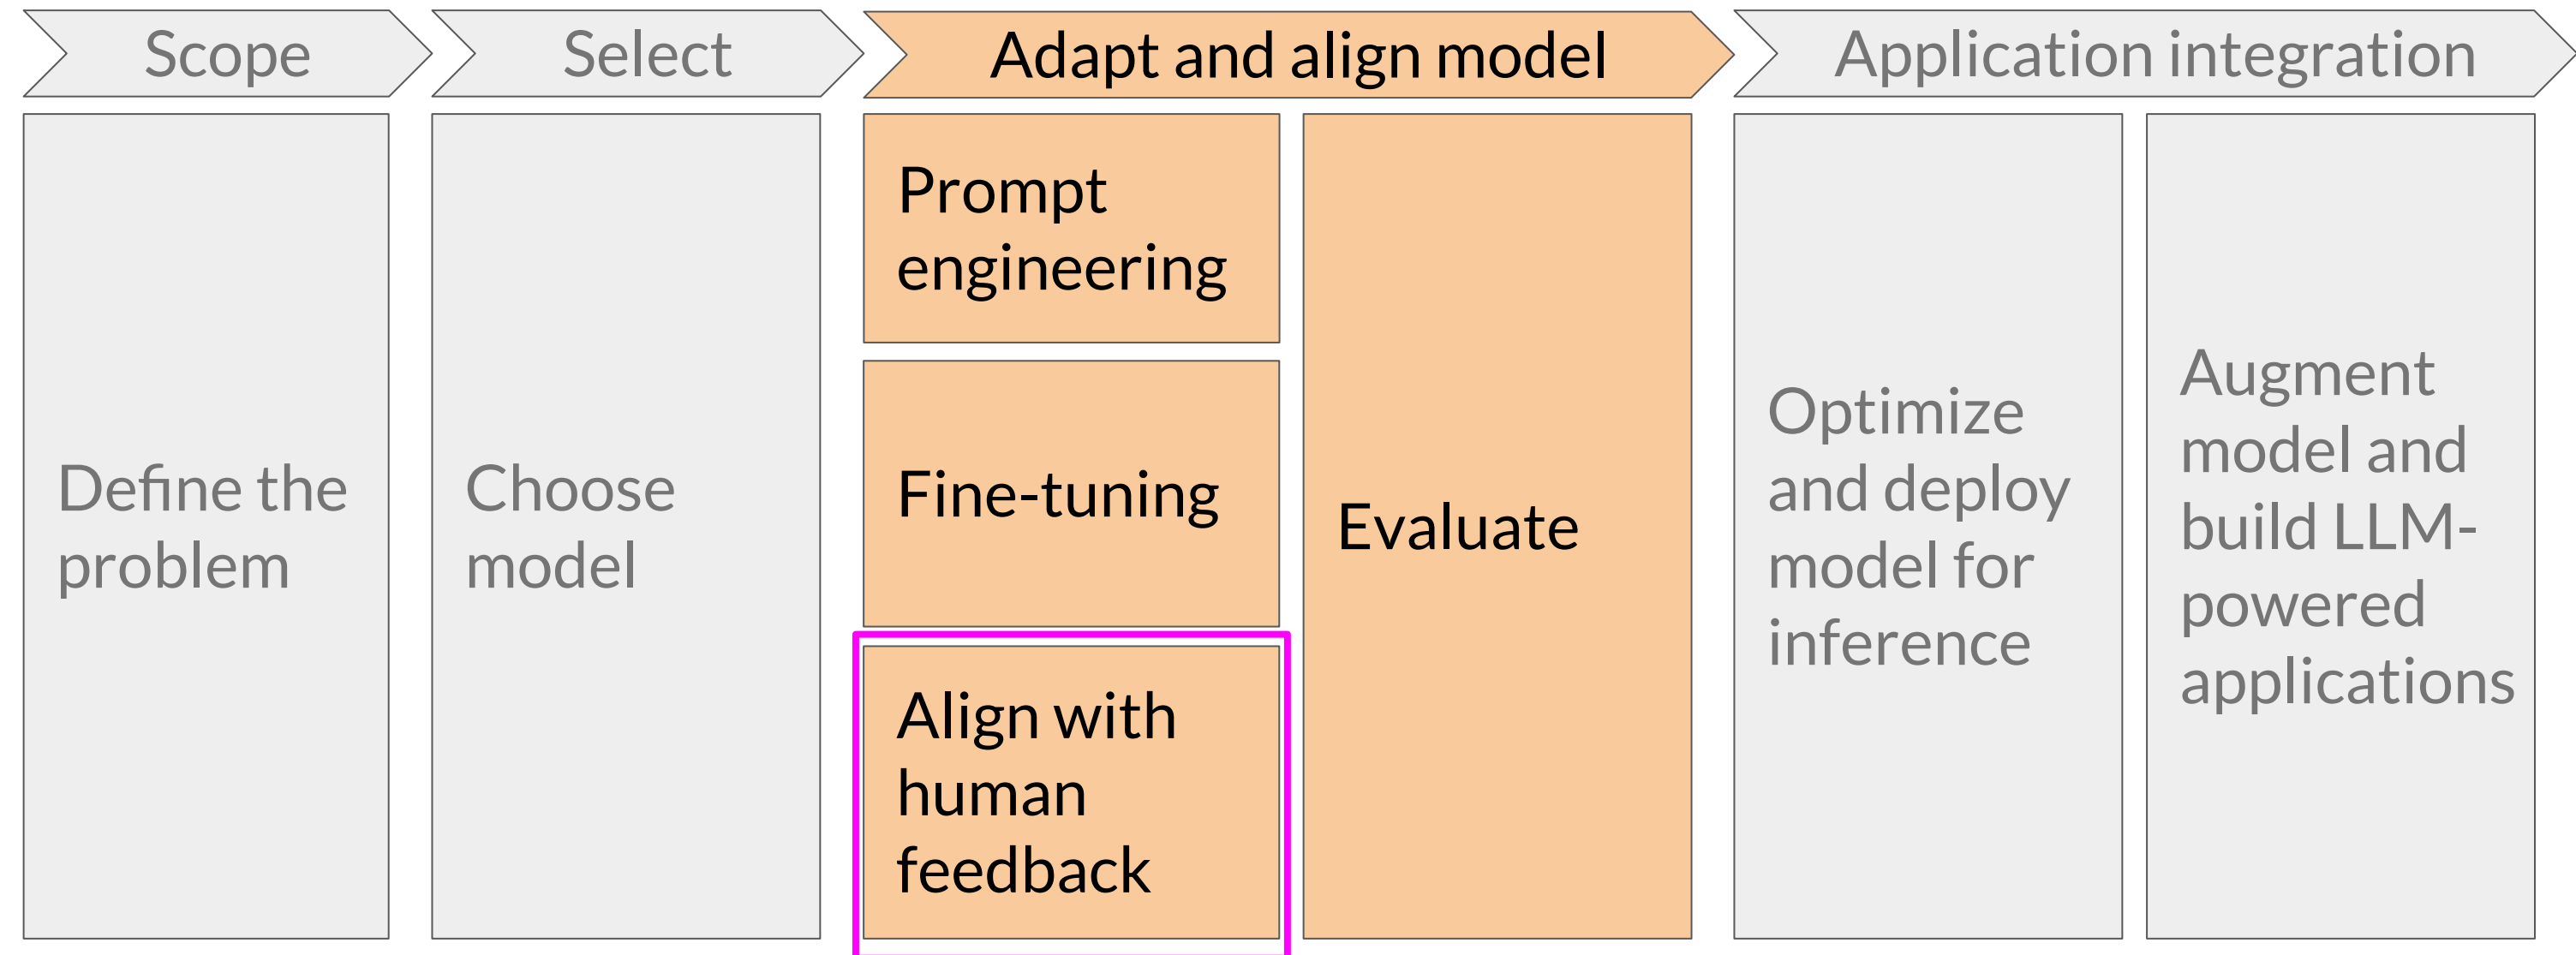 Scope
Select
Adapt and align model
Application integration
Define the
problem
Choose
model
Prompt
engineering
Fine-tuning
Align with
human
feedback
Evaluate
Optimize
and deploy
model for
inference
Augment
model and
build LLM-
powered
applications